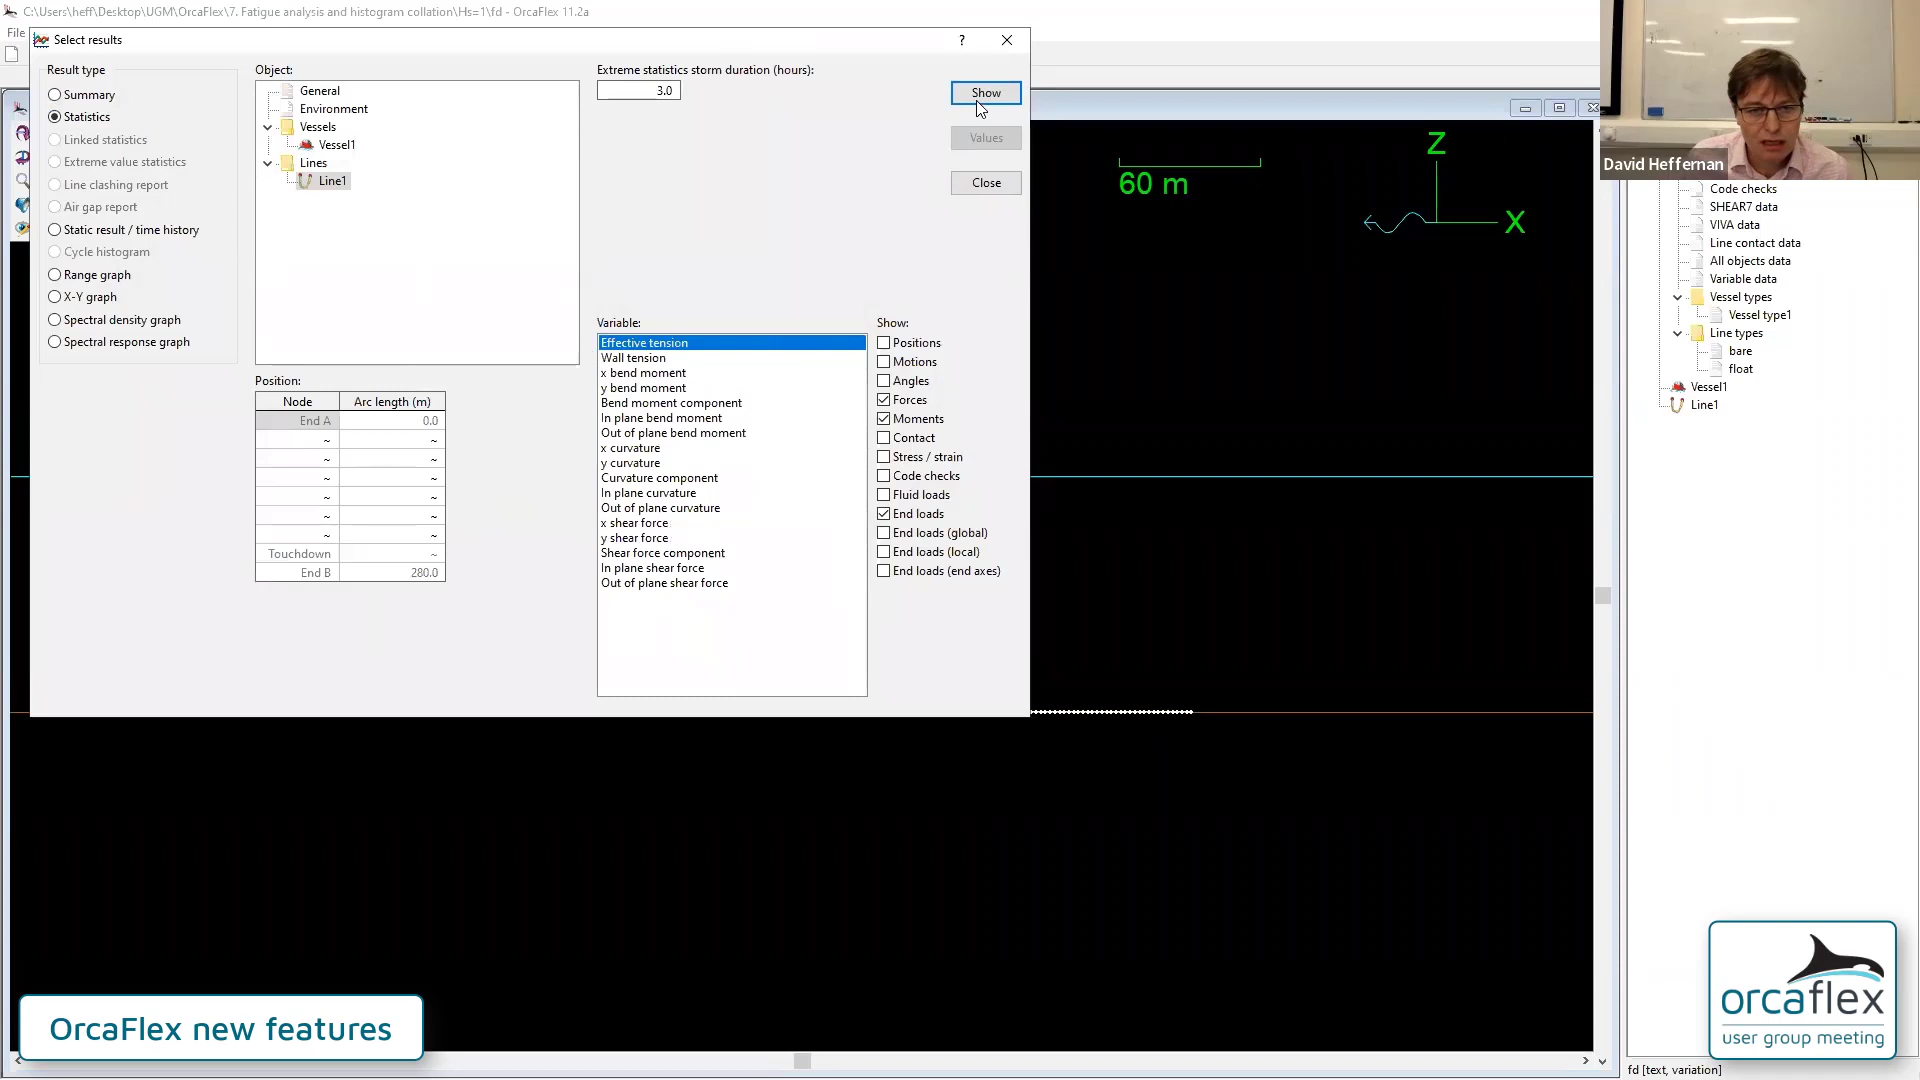 C:\Users\heff\Desktop\UGM\OrcaFlex\7. Fatigue analysis and histogram collation\Hs=1\fd - OrcaFlex 11.2a
File
Select results
?
Result type
Summary
Statistics
Linked statistics
Extreme value statistics
Line clashing report
Air gap report
Static result / time history
Cycle histogram
Range graph
X-Y graph
Spectral density graph
Spectral response graph
Object:
General
Environment
Vessels
Vessel1
Lines
Line1
Position:
Node Arc length (m)
End A 0.0
~ ~
~ ~
~ ~
~ ~
~ ~
~ ~
Touchdown ~
End B 280.0
Extreme statistics storm duration (hours):
3.0
Show
Values
Close
Variable:
Effective tension
Wall tension
x bend moment
y bend moment
Bend moment component
In plane bend moment
Out of plane bend moment
x curvature
y curvature
Curvature component
In plane curvature
Out of plane curvature
x shear force
y shear force
Shear force component
In plane shear force
Out of plane shear force
Show:
Positions
Motions
Angles
Forces
Moments
Contact
Stress / strain
Code checks
Fluid loads
End loads
End loads (global)
End loads (local)
End loads (end axes)
60 m
Z
X
David Heffernan
Code checks
SHEAR7 data
VIVA data
Line contact data
All objects data
Variable data
Vessel types
Vessel type1
Line types
bare
float
Vessel1
Line1
OrcaFlex new features
orcaflex
user group meeting
fd [text, variation]